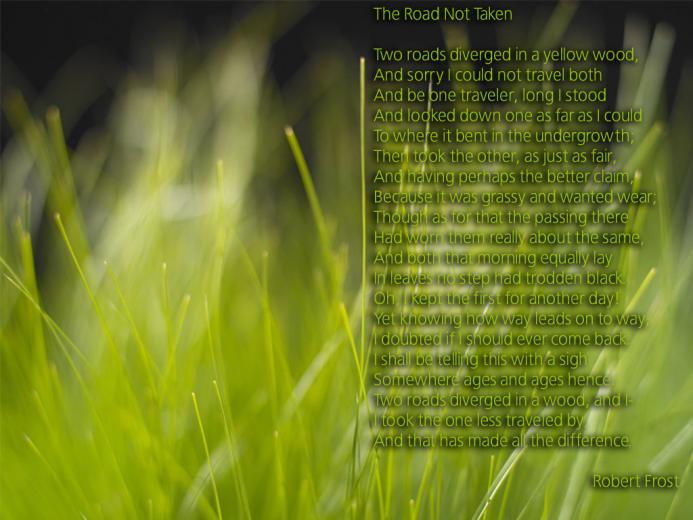 The Road Not Taken
Two roads diverged in a yellow wood,
And sorry I could not travel both
And be one traveler, long I stood
And looked down one as far as I could
To where it bent in the undergrowth;
Then took the other, as just as fair,
And having perhaps the better claim,
Because it was grassy and wanted wear;
Though as for that the passing there
Had worn them really about the same,
And both that morning equally lay
In leaves no step had trodden black.
Oh, I kept the first for another day!
Yet knowing how way leads on to way,
I doubted if I should ever come back.
I shall be telling this with a sigh
Somewhere ages and ages hence:
Two roads diverged in a wood, and I-
I took the one less traveled by,
And that has made all the difference.
Robert Frost